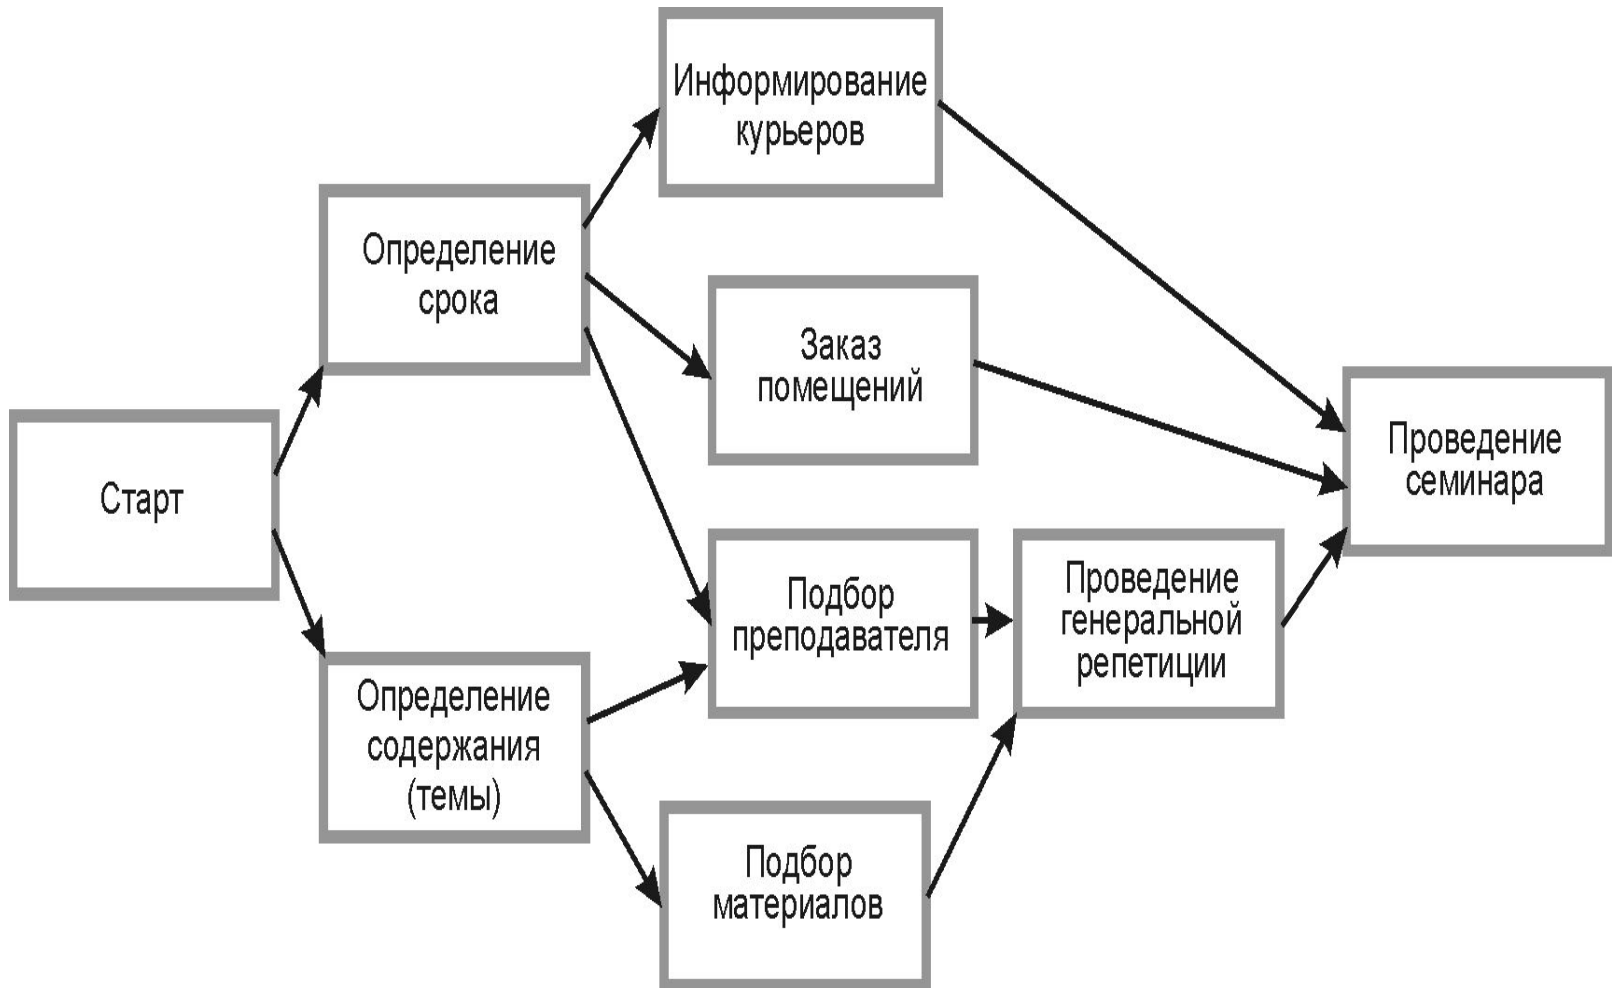 Информирование
курьеров
Определение
срока
Заказ
помещений
Проведение
семинара
Старт
Подбор
преподавателя
Проведение
генеральной
репетиции
Определение
содержания
(темы)
Подбор
материалов